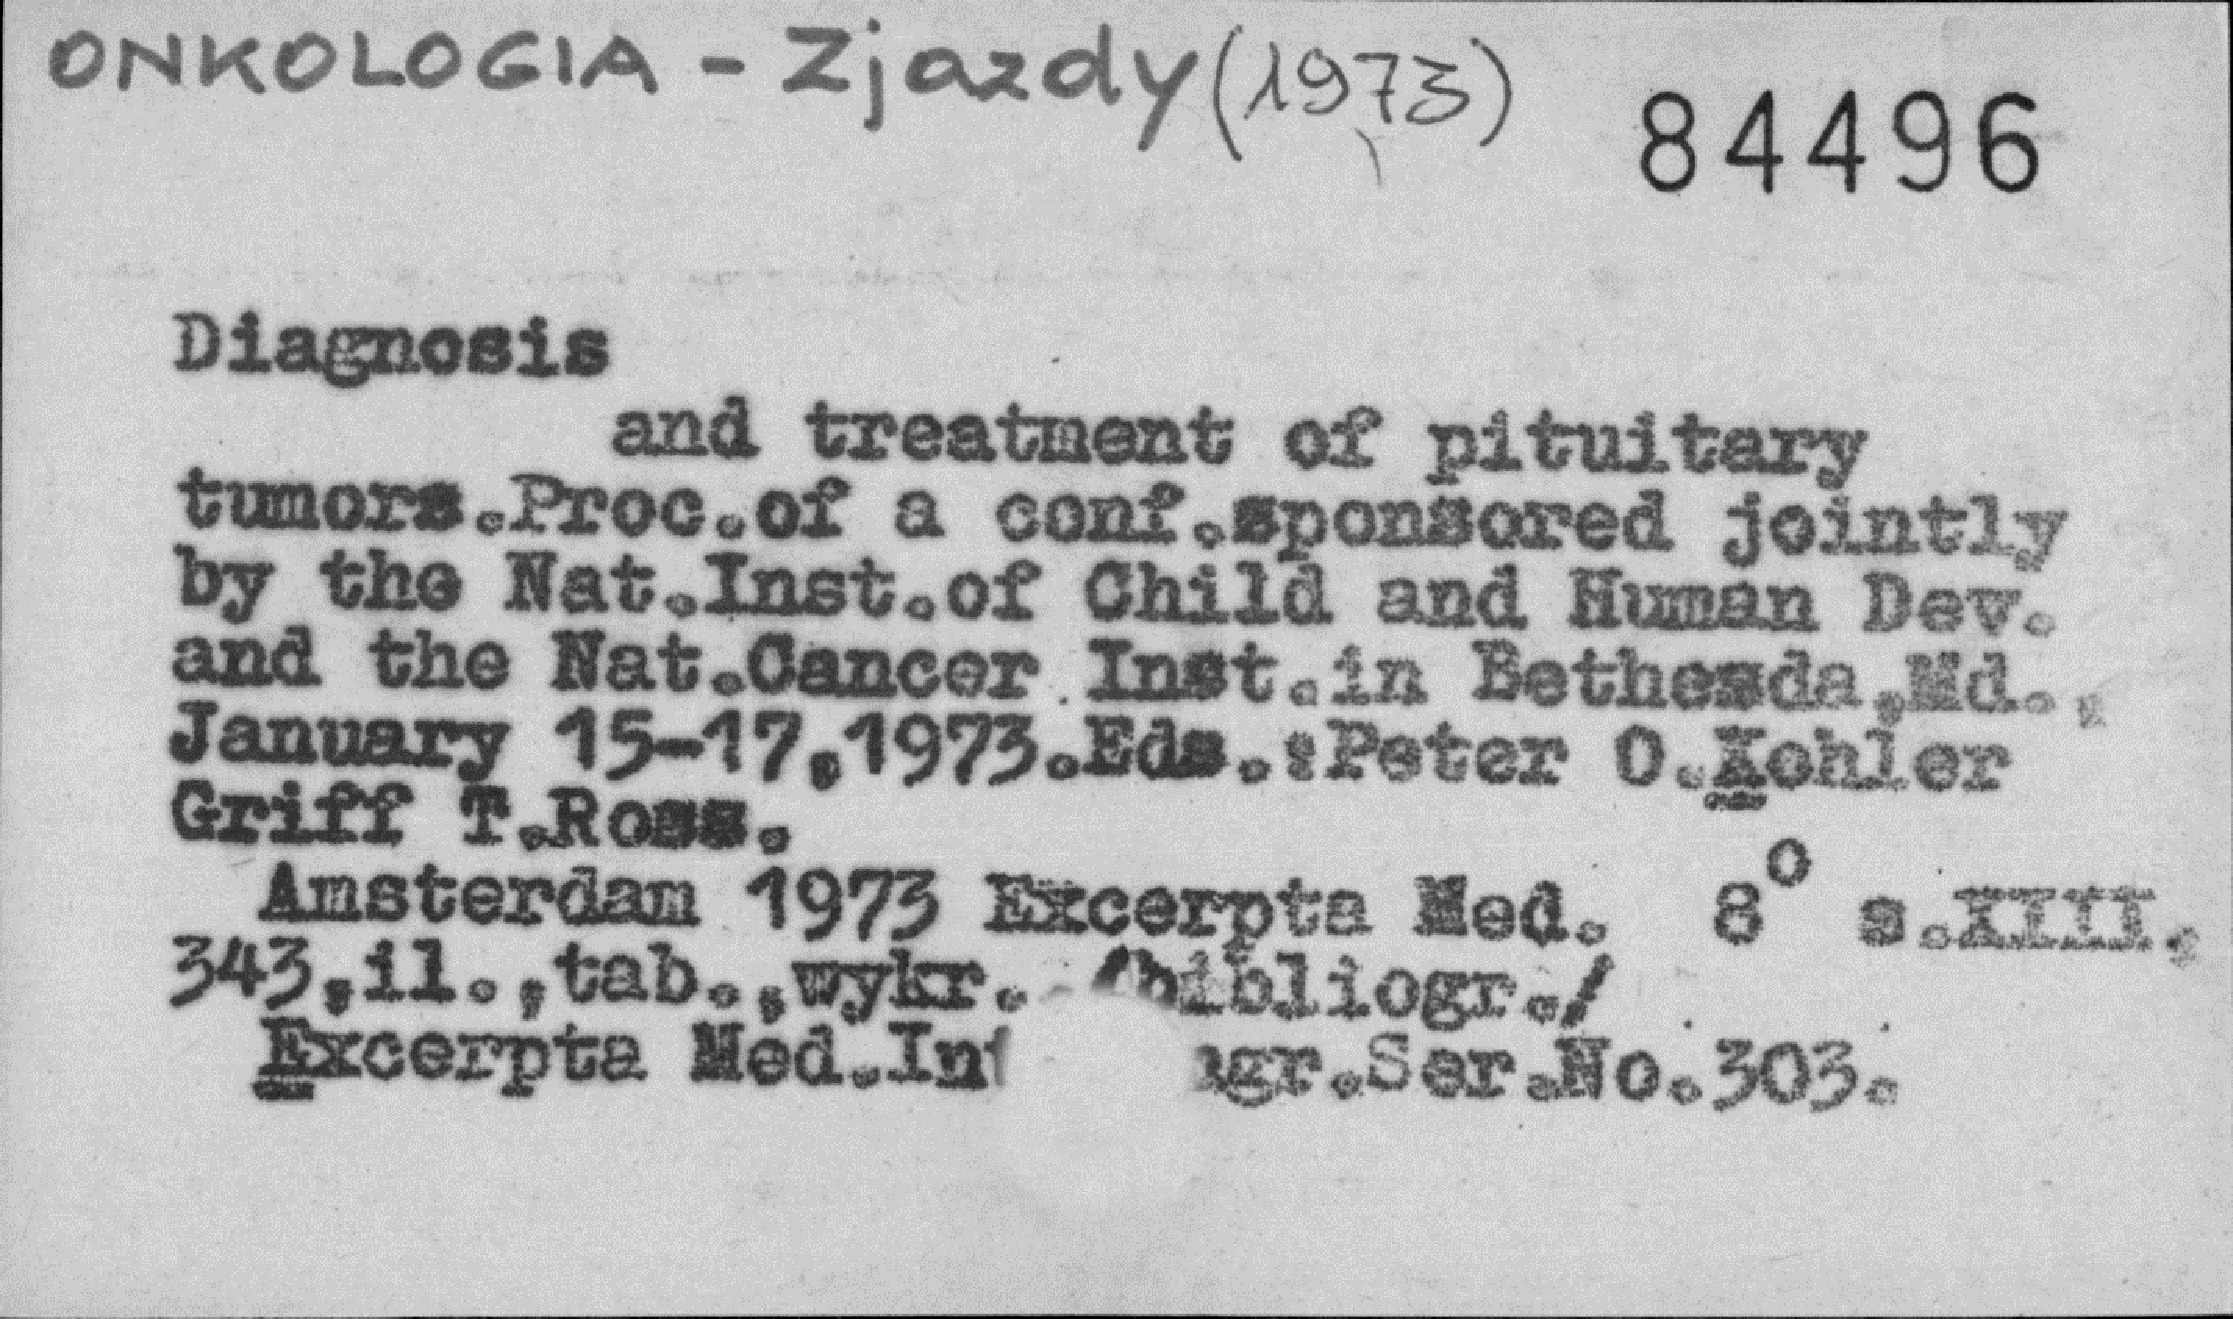 ONKOLOGIA - Zjazdy (1973)
84496
Diagnosis
and treatment of pituitary
tumors.Proc.of a conf.sponsored jointly
by the Nat.Inst.of Child and Human Dev.
and the Nat.Cancer Inst.in Bethesda,Md.,
January 15-17,1973.Eds.:Peter O.Kohler
Griff T.Ross.
Amsterdam 1973 Excerpta Med. 8° s.XIII,
343,il.,tab.,wykr. /bibliogr./
Excerpta Med. Ser.No.303.